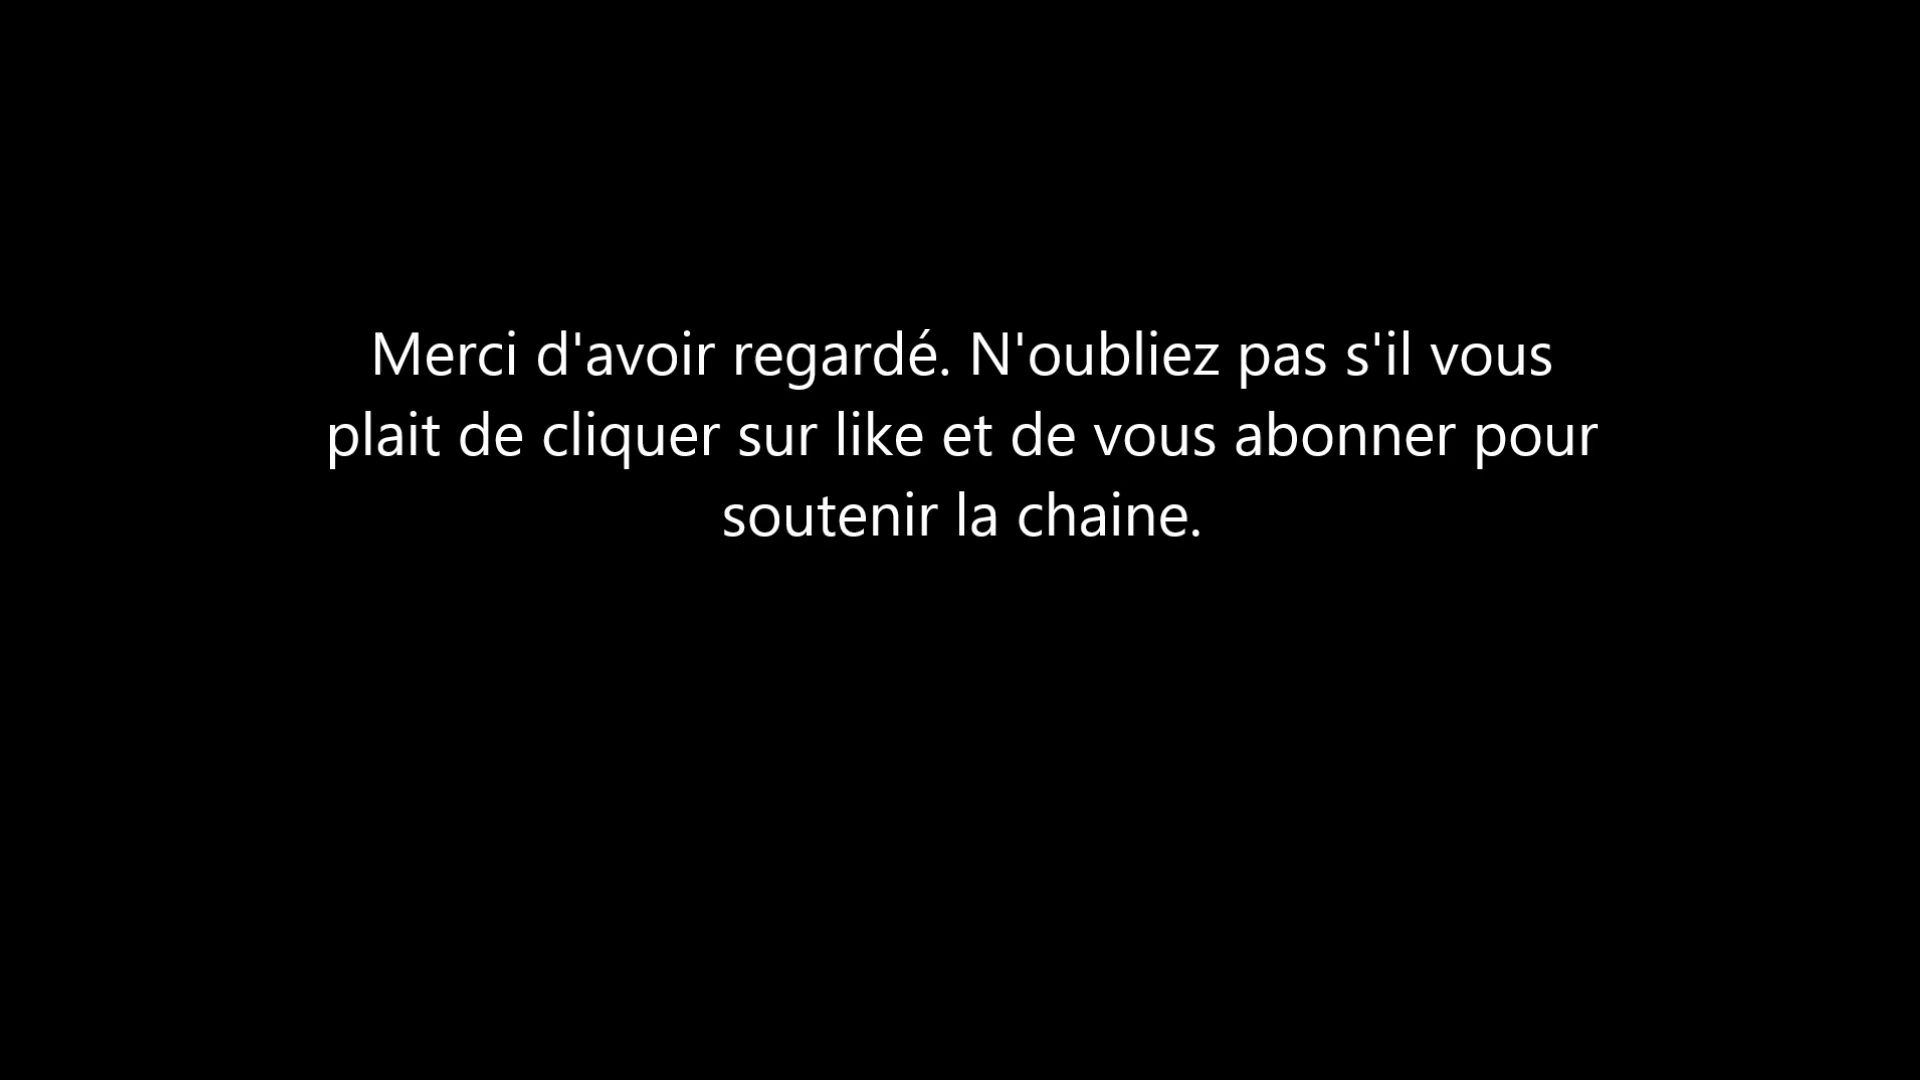 Merci d'avoir regardé. N'oubliez pas s'il vous
plait de cliquer sur like et de vous abonner pour
soutenir la chaine.